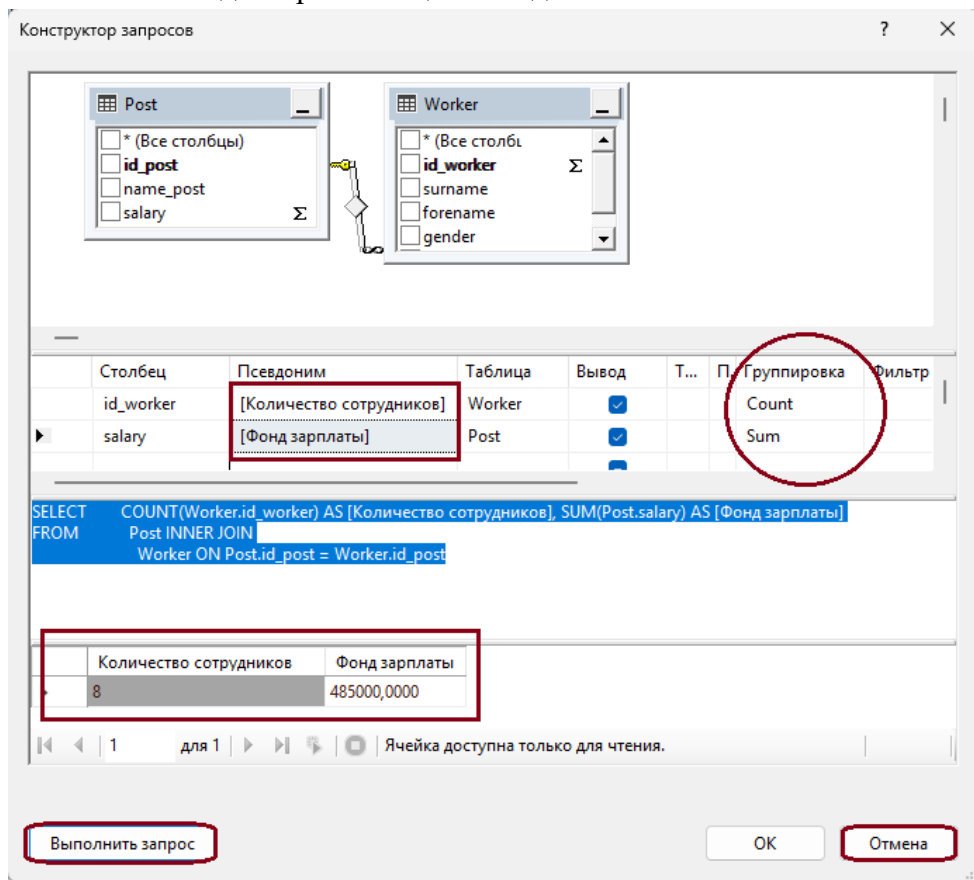 Конструктор запросов ?
Post
* (Все столбцы)
id_post
name_post
salary Σ
Worker
* (Все столбц
id_worker Σ
surname
forename
gender
Столбец Псевдоним Таблица Вывод Т... П. Группировка Фильтр
id_worker [Количество сотрудников] Worker Count
salary [Фонд зарплаты] Post Sum
SELECT COUNT(Worker.id_worker) AS [Количество сотрудников], SUM(Post.salary) AS [Фонд зарплаты]
FROM Post INNER JOIN
Worker ON Post.id_post = Worker.id_post
Количество сотрудников Фонд зарплаты
8 485000,0000
1 для 1 Ячейка доступна только для чтения.
Выполнить запрос OK Отмена